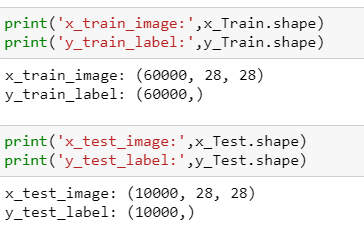 print('x_train_image:',x_Train.shape)
print('y_train_label:',y_Train.shape)
x_train_image: (60000, 28, 28)
y_train_label: (60000,)
print('x_test_image:',x_Test.shape)
print('y_test_label:',y_Test.shape)
x_test_image: (10000, 28, 28)
y_test_label: (10000,)